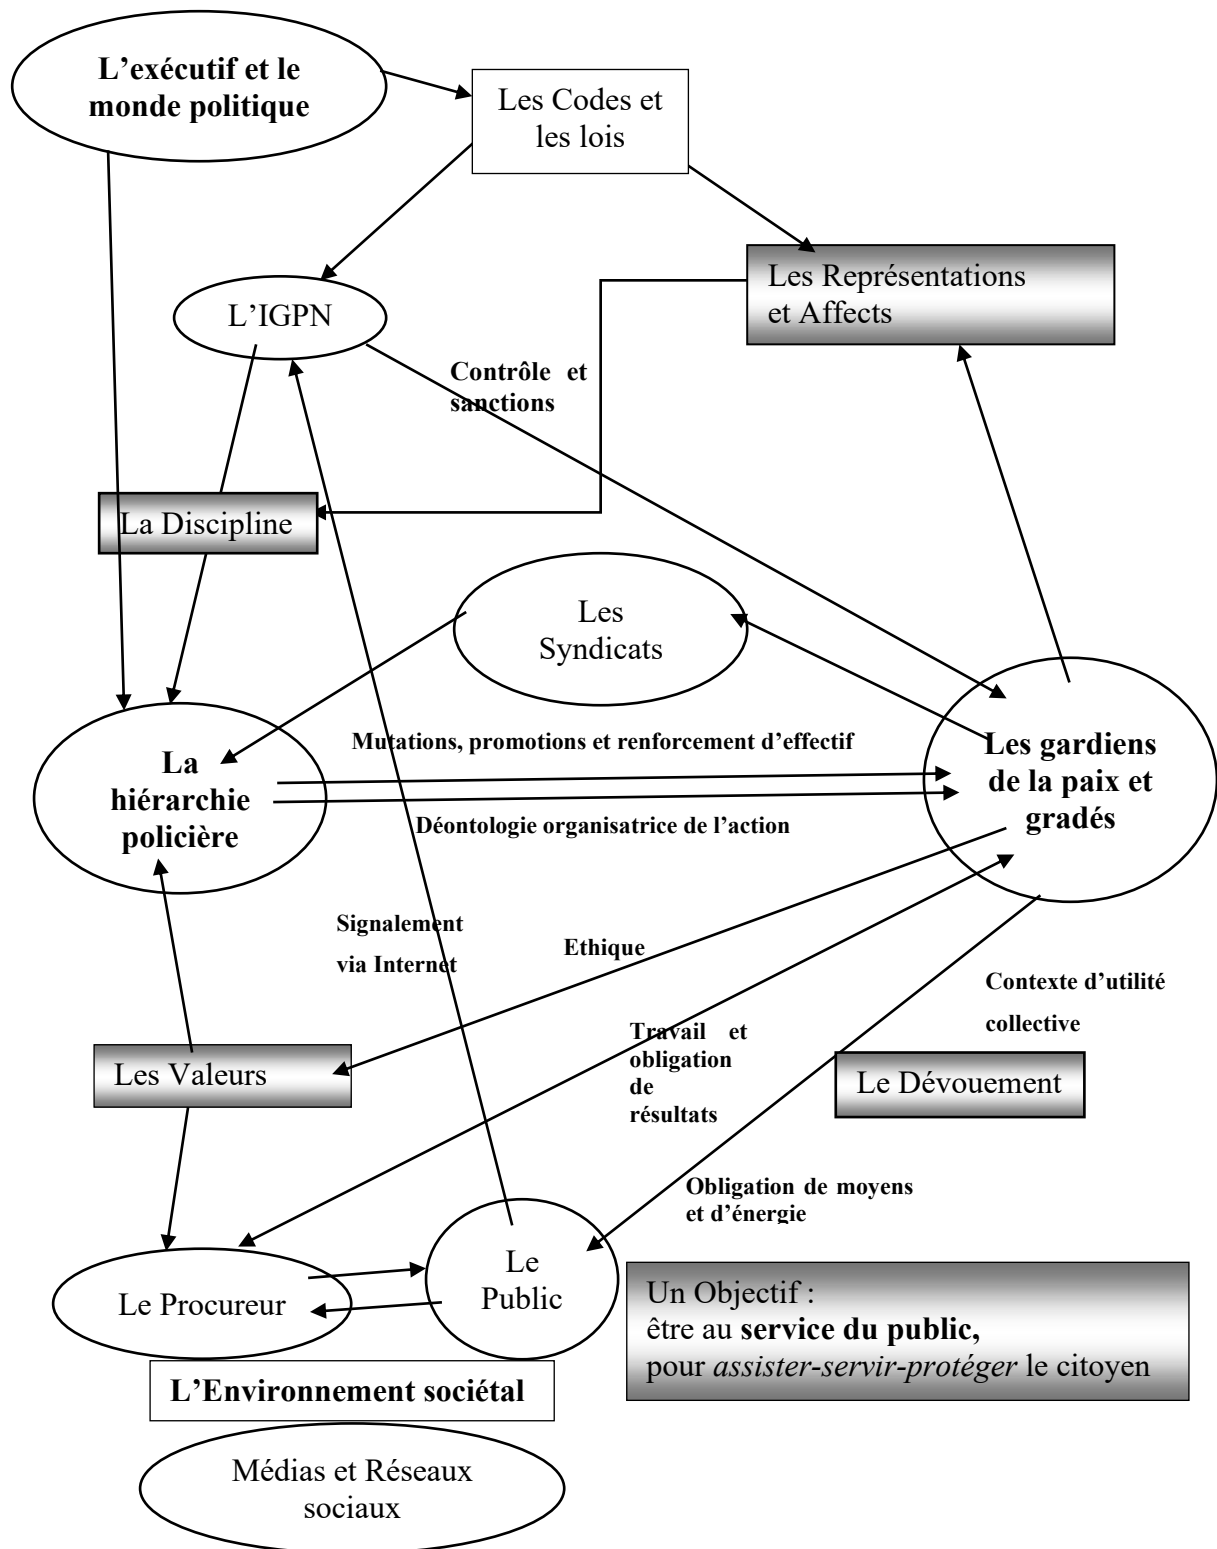 L’exécutif et le
monde politique
Les Codes et
les lois
Les Représentations
et Affects
L’IGPN
Contrôle et
sanctions
La Discipline
Les
Syndicats
Mutations, promotions et renforcement d’effectif
La
hiérarchie
policière
Les gardiens
de la paix et
gradés
Déontologie organisatrice de l’action
Signalement
via Internet
Ethique
Contexte d’utilité
collective
Travail et
obligation
de
résultats
Les Valeurs
Le Dévouement
Obligation de moyens
et d’énergie
Le Procureur
Le
Public
Un Objectif :
être au service du public,
pour assister-servir-protéger le citoyen
L’Environnement sociétal
Médias et Réseaux
sociaux